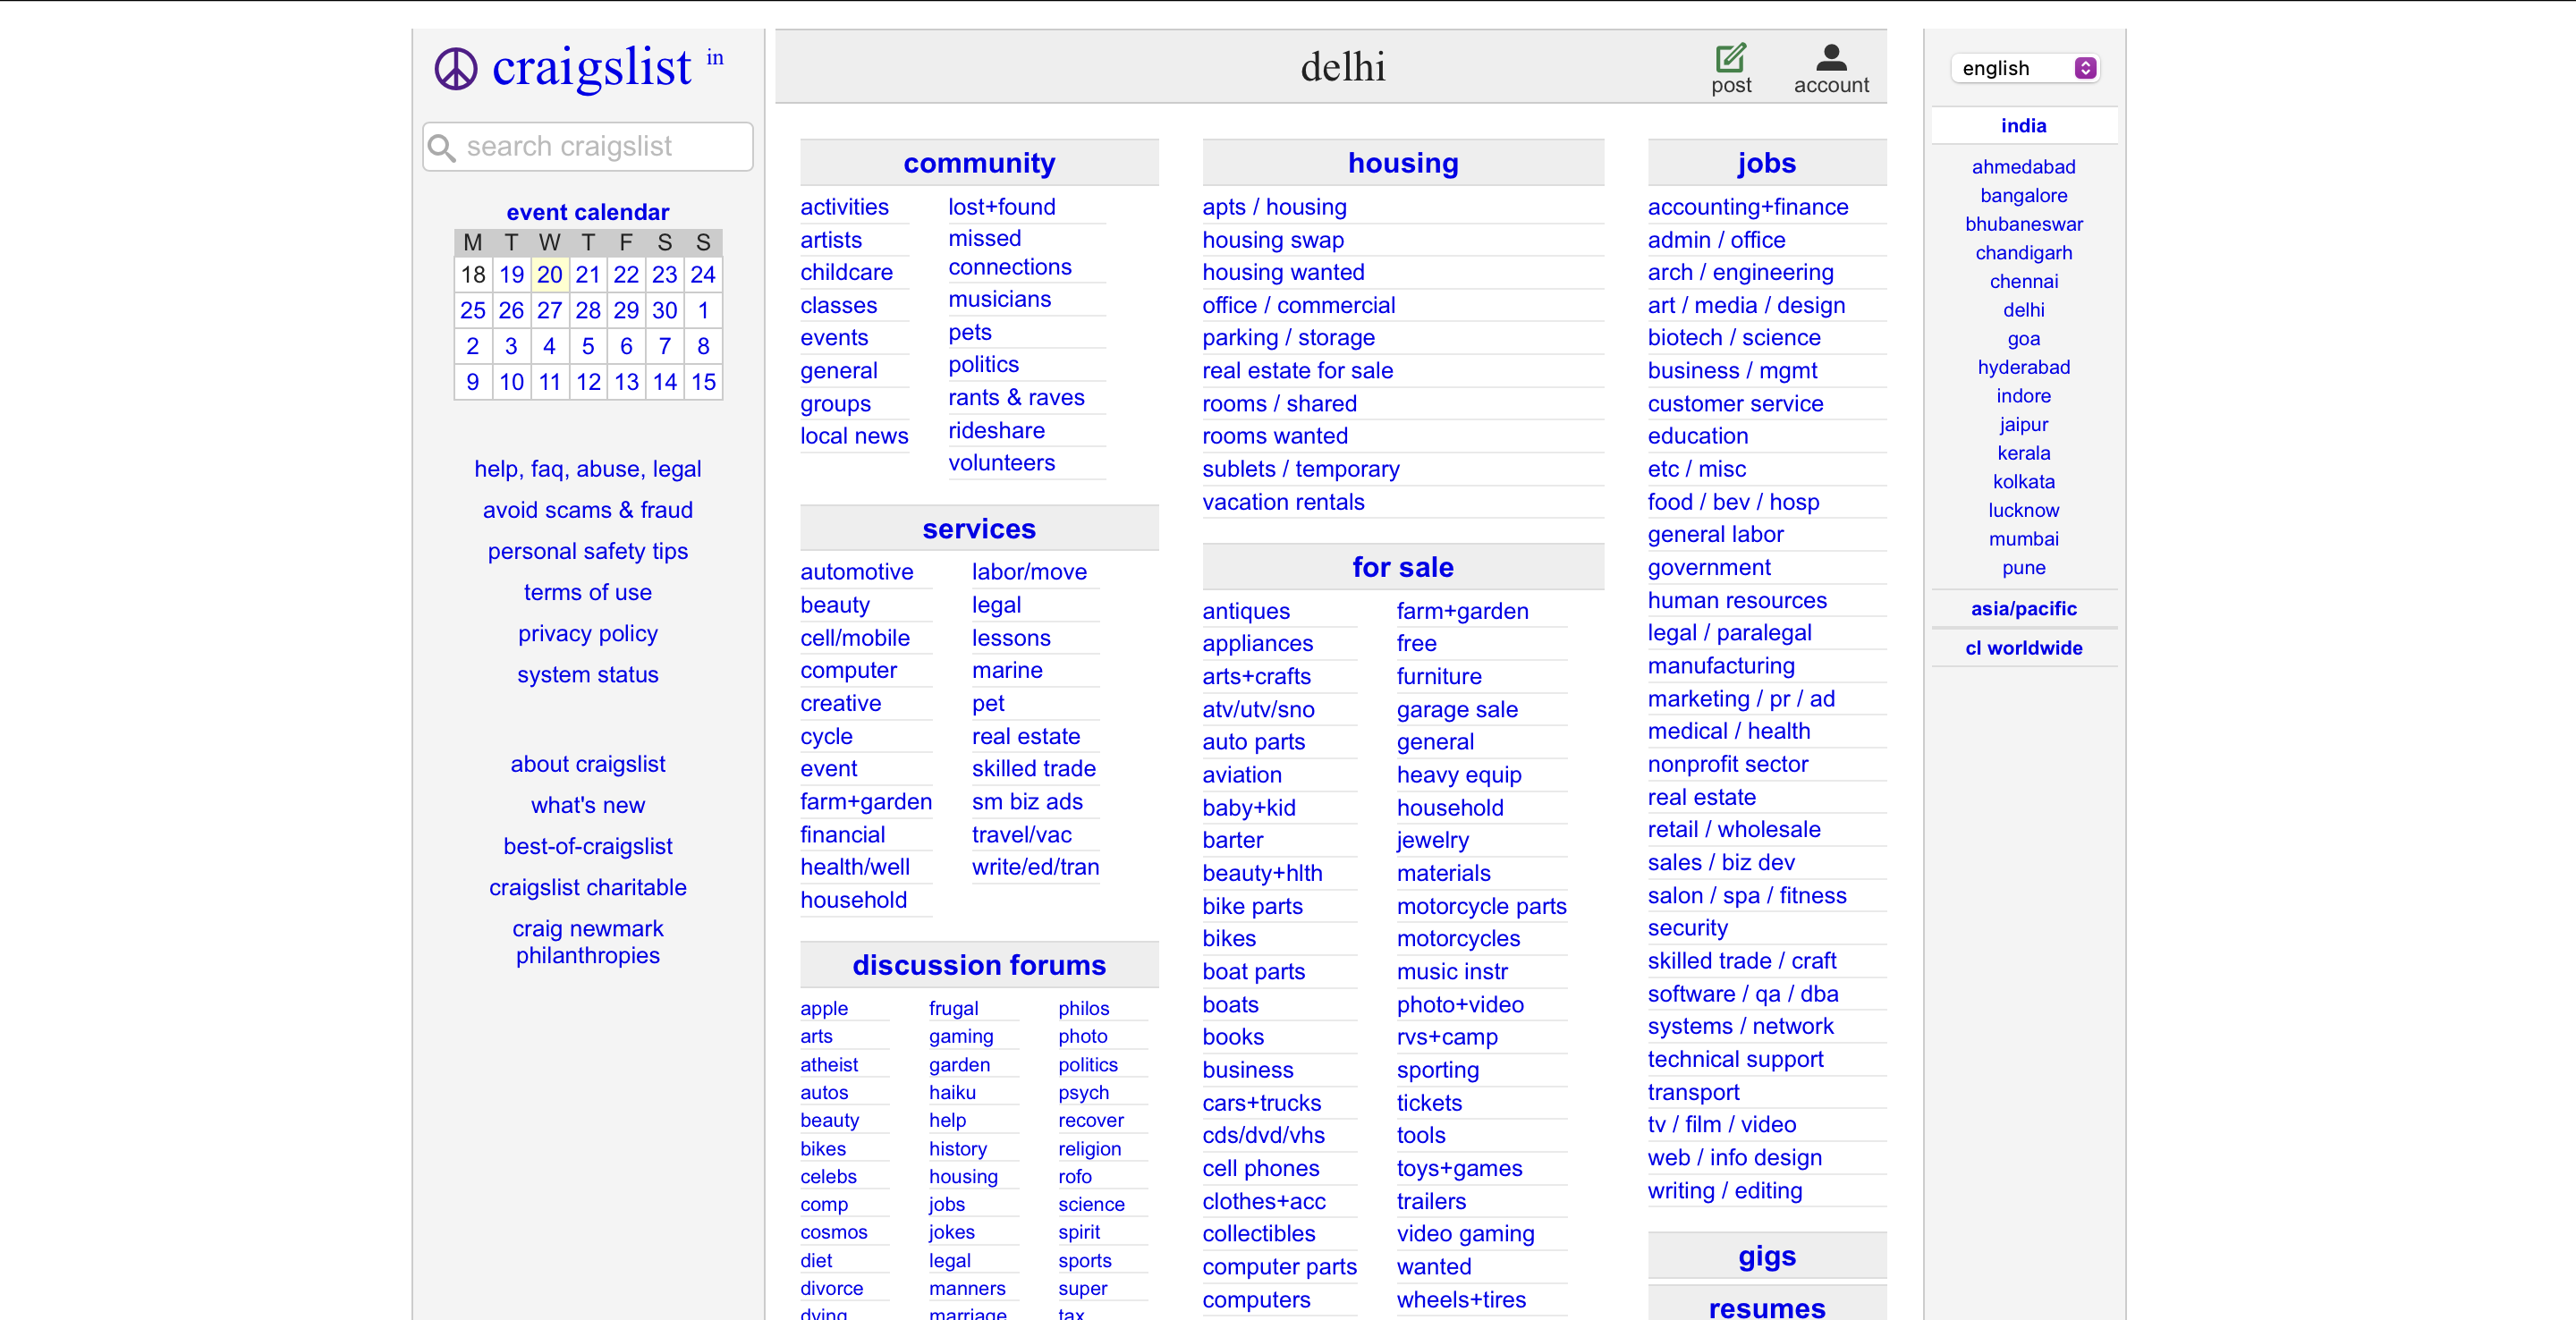 craigslist in
search craigslist
event calendar
M T W T F S S
18 19 20 21 22 23 24
25 26 27 28 29 30 1
2 3 4 5 6 7 8
9 10 11 12 13 14 15
help, faq, abuse, legal
avoid scams & fraud
personal safety tips
terms of use
privacy policy
system status
about craigslist
what's new
best-of-craigslist
craigslist charitable
craig newmark
philanthropies
delhi
post
account
community
activities
artists
childcare
classes
events
general
groups
local news
lost+found
missed
connections
musicians
pets
politics
rants & raves
rideshare
volunteers
services
automotive
beauty
cell/mobile
computer
creative
cycle
event
farm+garden
financial
health/well
household
labor/move
legal
lessons
marine
pet
real estate
skilled trade
sm biz ads
travel/vac
write/ed/tran
discussion forums
apple
arts
atheist
autos
beauty
bikes
celebs
comp
cosmos
diet
divorce
dying
frugal
gaming
garden
haiku
help
history
housing
jobs
jokes
legal
manners
marriage
philos
photo
politics
psych
recover
religion
rofo
science
spirit
sports
super
tax
housing
apts / housing
housing swap
housing wanted
office / commercial
parking / storage
real estate for sale
rooms / shared
rooms wanted
sublets / temporary
vacation rentals
for sale
antiques
appliances
arts+crafts
atv/utv/sno
auto parts
aviation
baby+kid
barter
beauty+hlth
bike parts
bikes
boat parts
boats
books
business
cars+trucks
cds/dvd/vhs
cell phones
clothes+acc
collectibles
computer parts
computers
farm+garden
free
furniture
garage sale
general
heavy equip
household
jewelry
materials
motorcycle parts
motorcycles
music instr
photo+video
rvs+camp
sporting
tickets
tools
toys+games
trailers
video gaming
wanted
wheels+tires
jobs
accounting+finance
admin / office
arch / engineering
art / media / design
biotech / science
business / mgmt
customer service
education
etc / misc
food / bev / hosp
general labor
government
human resources
legal / paralegal
manufacturing
marketing / pr / ad
medical / health
nonprofit sector
real estate
retail / wholesale
sales / biz dev
salon / spa / fitness
security
skilled trade / craft
software / qa / dba
systems / network
technical support
transport
tv / film / video
web / info design
writing / editing
gigs
resumes
english
india
ahmedabad
bangalore
bhubaneswar
chandigarh
chennai
delhi
goa
hyderabad
indore
jaipur
kerala
kolkata
lucknow
mumbai
pune
asia/pacific
cl worldwide